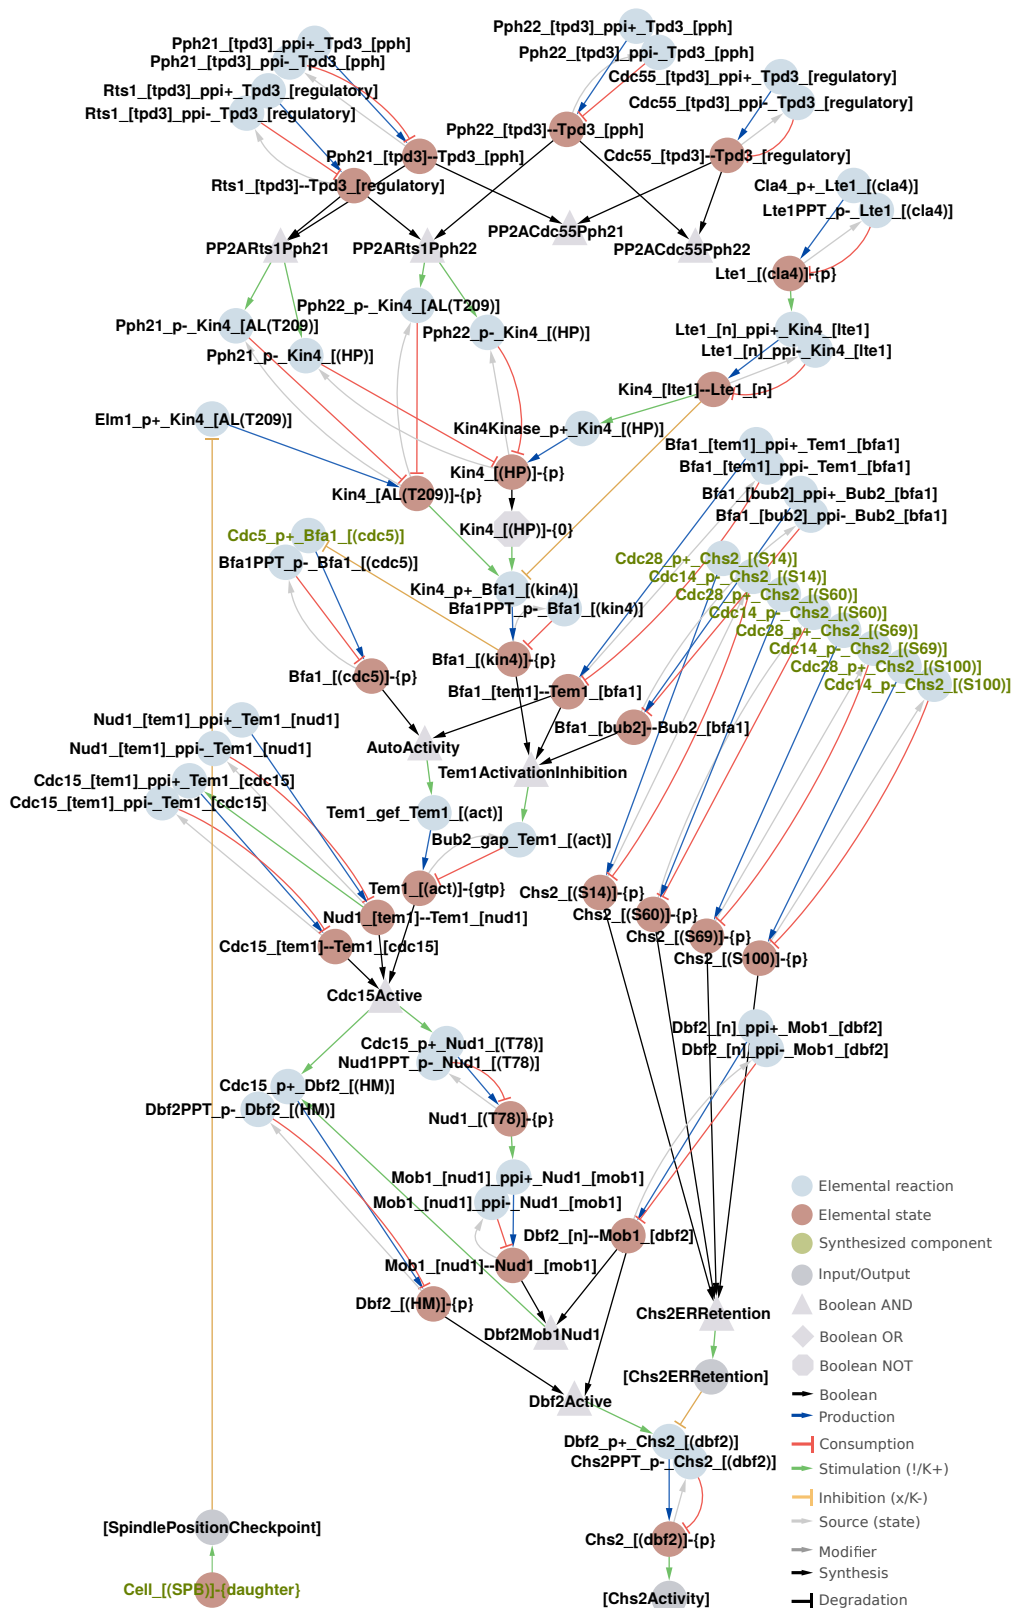 Pph22_[tpd3]_ppi+_Tpd3_[pph]
Pph21_[tpd3]_ppi+_Tpd3_[pph]
Pph22_[tpd3]_ppi-_Tpd3_[pph]
Pph21_[tpd3]_ppi-_Tpd3_[pph]
Cdc55_[tpd3]_ppi+_Tpd3_[regulatory]
Rts1_[tpd3]_ppi+_Tpd3_[regulatory]
Cdc55_[tpd3]_ppi-_Tpd3_[regulatory]
Rts1_[tpd3]_ppi-_Tpd3_[regulatory]
Pph22_[tpd3]--Tpd3_[pph]
Pph21_[tpd3]--Tpd3_[pph]
Cdc55_[tpd3]--Tpd3_[regulatory]
Rts1_[tpd3]--Tpd3_[regulatory]
Cla4_p+_Lte1_[(cla4)]
Lte1PPT_p-_Lte1_[(cla4)]
PP2ACdc55Pph21
PP2ARts1Pph21
PP2ARts1Pph22
PP2ACdc55Pph22
Lte1_[(cla4)]-{p}
Pph22_p-_Kin4_[AL(T209)]
Pph21_p-_Kin4_[AL(T209)]
Pph22_p-_Kin4_[(HP)]
Lte1_[n]_ppi+_Kin4_[lte1]
Pph21_p-_Kin4_[(HP)]
Lte1_[n]_ppi-_Kin4_[lte1]
Kin4_[lte1]--Lte1_[n]
Elm1_p+_Kin4_[AL(T209)]
Kin4Kinase_p+_Kin4_[(HP)]
Bfa1_[tem1]_ppi+_Tem1_[bfa1]
Kin4_[(HP)]-{p}
Bfa1_[tem1]_ppi-_Tem1_[bfa1]
Kin4_[AL(T209)]-{p}
Bfa1_[bub2]_ppi+_Bub2_[bfa1]
Bfa1_[bub2]_ppi-_Bub2_[bfa1]
Kin4_[(HP)]-{0}
Cdc5_p+_Bfa1_[(cdc5)]
Bfa1PPT_p-_Bfa1_[(cdc5)]
Cdc28_p+_Chs2_[(S14)]
Cdc14_p-_Chs2_[(S14)]
Kin4_p+_Bfa1_[(kin4)]
Cdc28_p+_Chs2_[(S60)]
Bfa1PPT_p-_Bfa1_[(kin4)]
Cdc14_p-_Chs2_[(S60)]
Cdc28_p+_Chs2_[(S69)]
Cdc14_p-_Chs2_[(S69)]
Bfa1_[(kin4)]-{p}
Cdc28_p+_Chs2_[(S100)]
Bfa1_[(cdc5)]-{p}
Cdc14_p-_Chs2_[(S100)]
Bfa1_[tem1]--Tem1_[bfa1]
Nud1_[tem1]_ppi+_Tem1_[nud1]
Bfa1_[bub2]--Bub2_[bfa1]
Nud1_[tem1]_ppi-_Tem1_[nud1]
AutoActivity
Tem1ActivationInhibition
Cdc15_[tem1]_ppi+_Tem1_[cdc15]
Cdc15_[tem1]_ppi-_Tem1_[cdc15]
Tem1_gef_Tem1_[(act)]
Bub2_gap_Tem1_[(act)]
Tem1_[(act)]-{gtp}
Chs2_[(S14)]-{p}
Nud1_[tem1]--Tem1_[nud1]
Chs2_[(S60)]-{p}
Cdc15_[tem1]--Tem1_[cdc15]
Chs2_[(S69)]-{p}
Chs2_[(S100)]-{p}
Cdc15Active
Dbf2_[n]_ppi+_Mob1_[dbf2]
Cdc15_p+_Nud1_[(T78)]
Dbf2_[n]_ppi-_Mob1_[dbf2]
Nud1PPT_p-_Nud1_[(T78)]
Cdc15_p+_Dbf2_[(HM)]
Dbf2PPT_p-_Dbf2_[(HM)]
Nud1_[(T78)]-{p}
Mob1_[nud1]_ppi+_Nud1_[mob1]
Mob1_[nud1]_ppi-_Nud1_[mob1]
Dbf2_[n]--Mob1_[dbf2]
Mob1_[nud1]--Nud1_[mob1]
Dbf2_[(HM)]-{p}
Dbf2Mob1Nud1
Chs2ERRetention
[Chs2ERRetention]
Dbf2Active
Dbf2_p+_Chs2_[(dbf2)]
Chs2PPT_p-_Chs2_[(dbf2)]
[SpindlePositionCheckpoint]
Chs2_[(dbf2)]-{p}
Cell_[(SPB)]-{daughter}
[Chs2Activity]
Elemental reaction
Elemental state
Synthesized component
Input/Output
Boolean AND
Boolean OR
Boolean NOT
Boolean
Production
Consumption
Stimulation (!/K+)
Inhibition (x/K-)
Source (state)
Modifier
Synthesis
Degradation